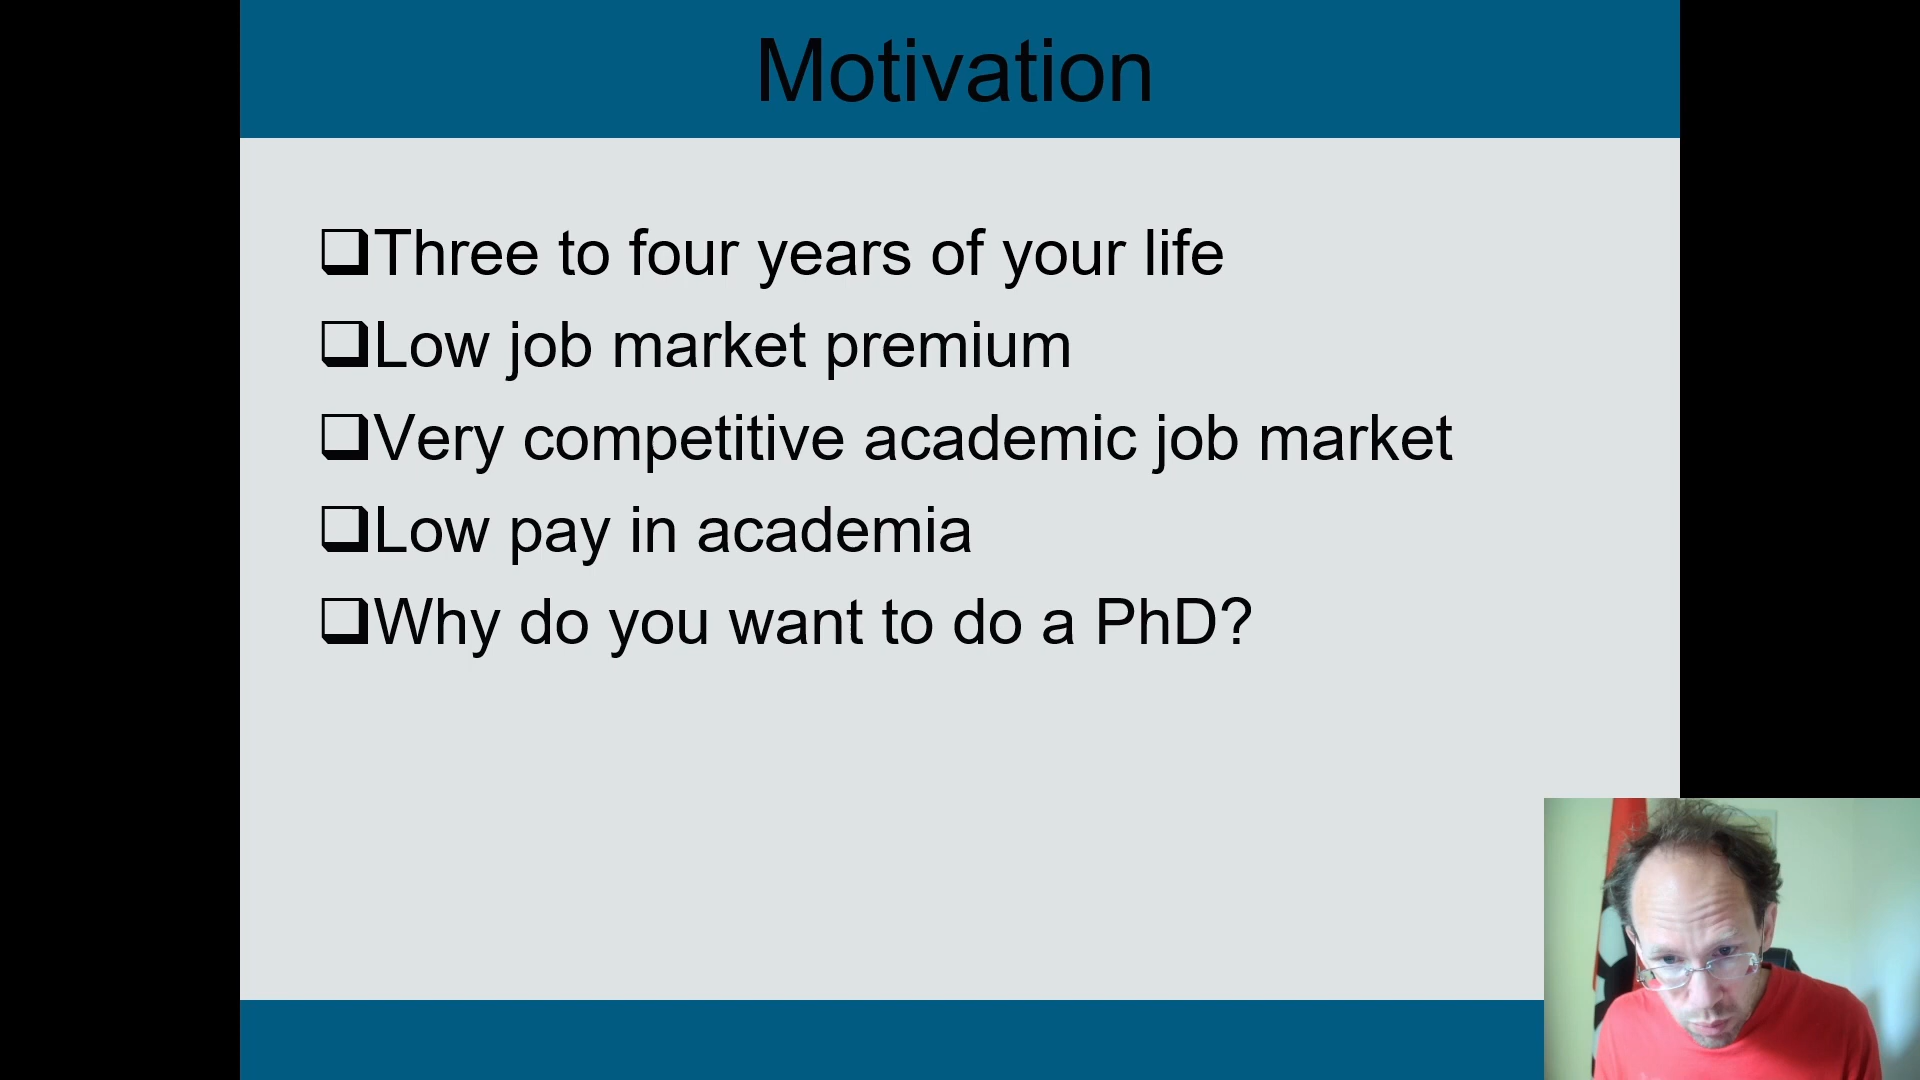 Motivation
Three to four years of your life
Low job market premium
Very competitive academic job market
Low pay in academia
Why do you want to do a PhD?